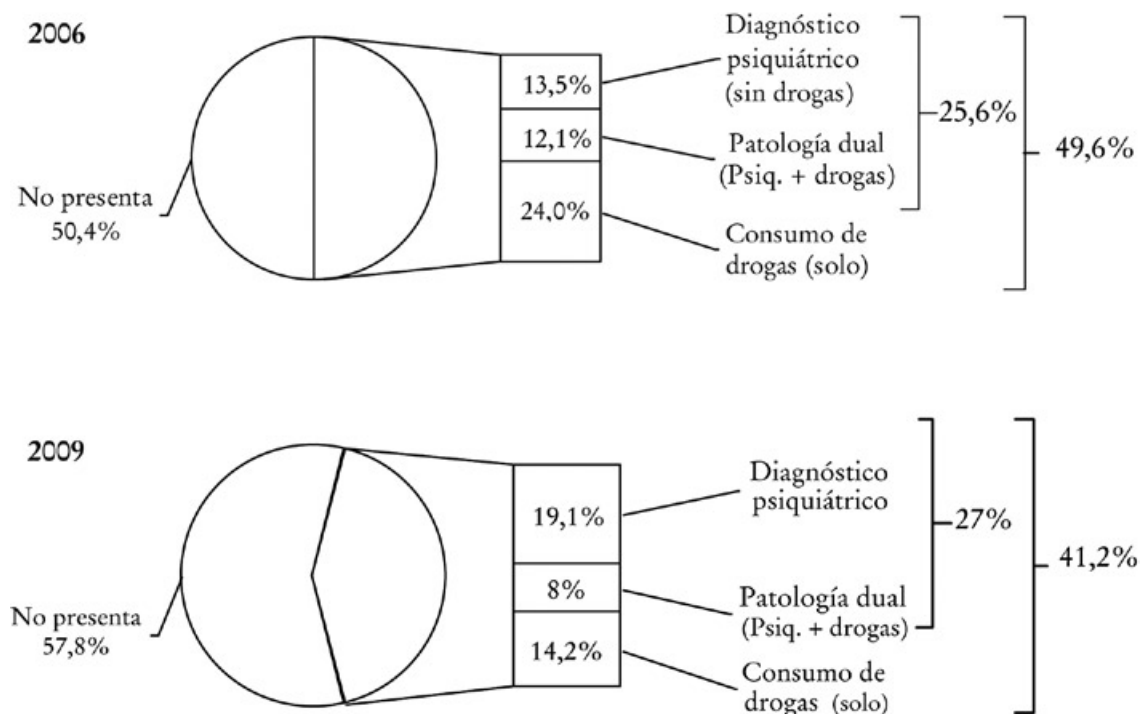 2006
No presenta
50,4%
13,5%
12,1%
24,0%
Diagnóstico
psiquiátrico
(sin drogas)
Patología dual
(Psiq. + drogas)
Consumo de
drogas (solo)
25,6%
49,6%
2009
No presenta
57,8%
19,1%
8%
14,2%
Diagnóstico
psiquiátrico
Patología dual
(Psiq. + drogas)
Consumo de
drogas (solo)
27%
41,2%